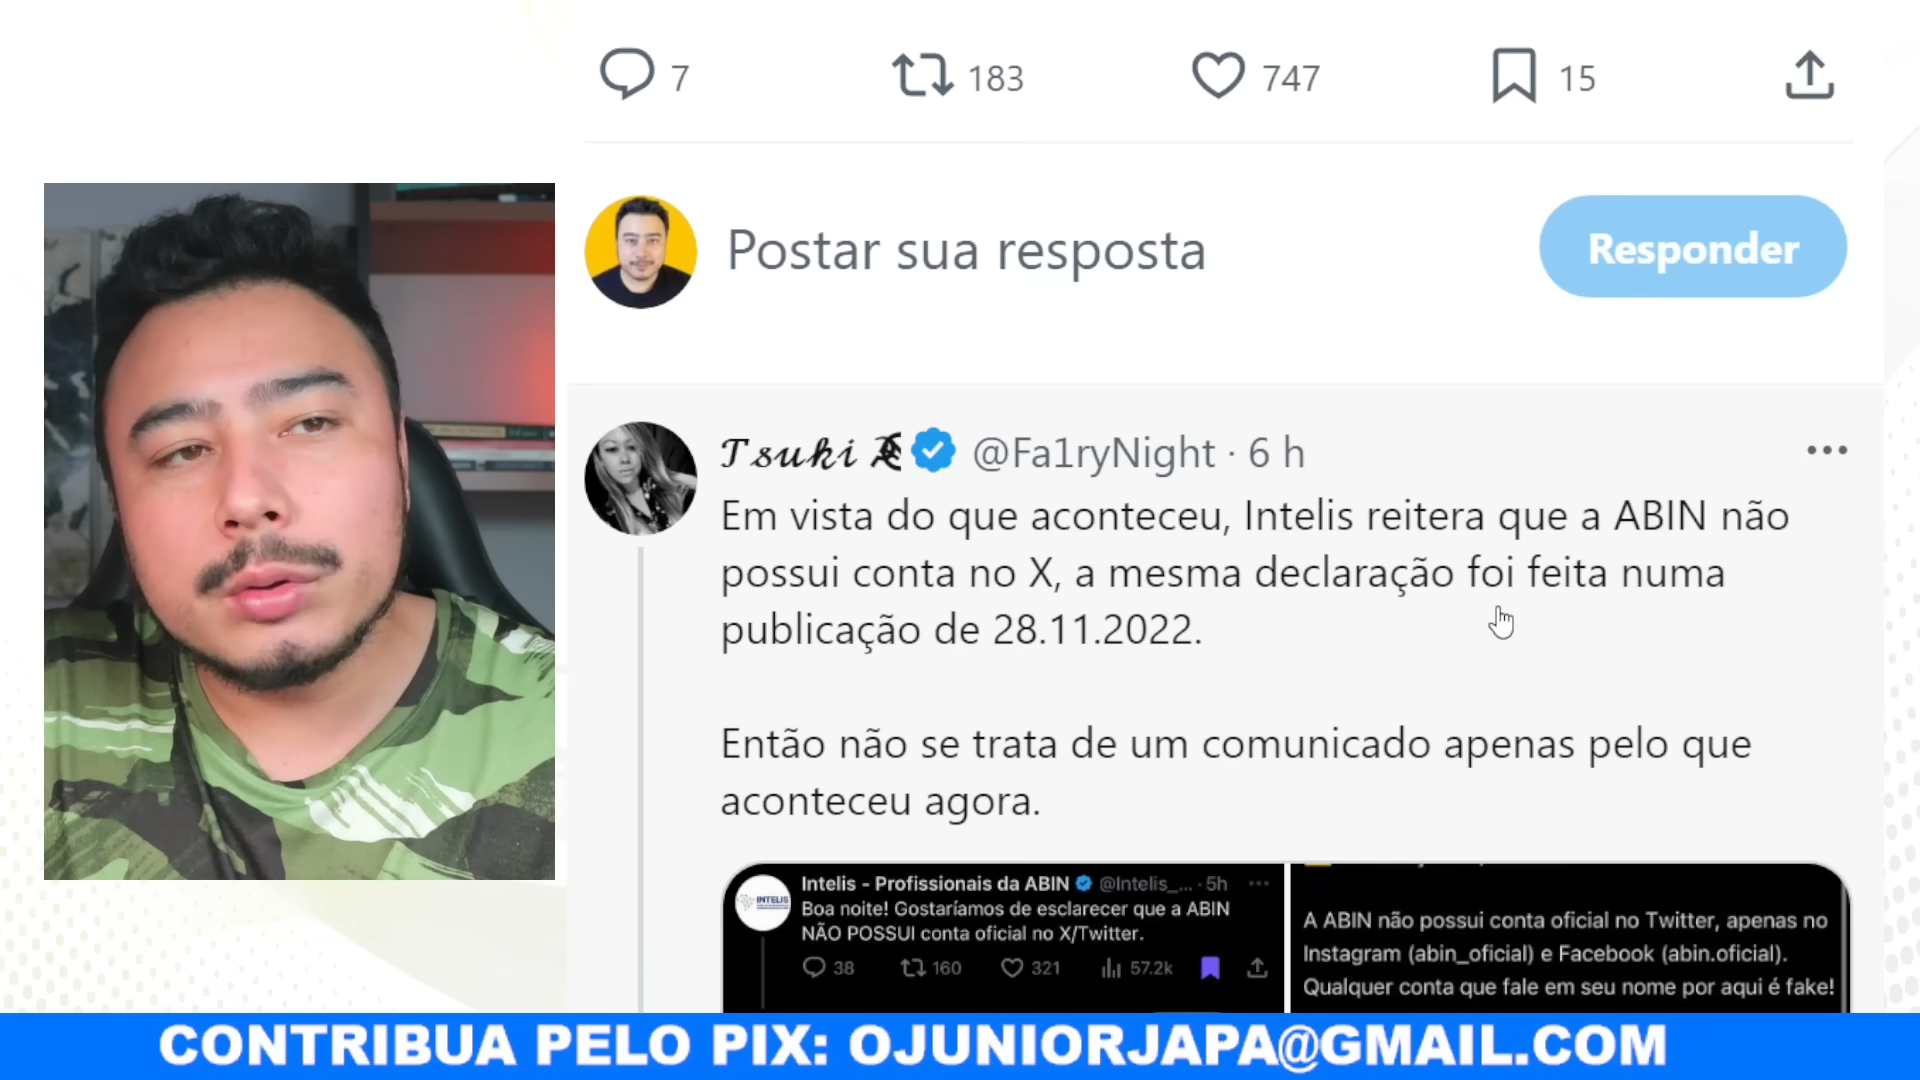 7 183 747 15
Postar sua resposta
Responder
Tsuki @Fa1ryNight · 6 h
Em vista do que aconteceu, Intelis reitera que a ABIN não
possui conta no X, a mesma declaração foi feita numa
publicação de 28.11.2022.
Então não se trata de um comunicado apenas pelo que
aconteceu agora.
INTELIS
Intelis - Profissionais da ABIN @Intelis_... · 5h
Boa noite! Gostaríamos de esclarecer que a ABIN
NÃO POSSUI conta oficial no X/Twitter.
38 160 321 57.2k
A ABIN não possui conta oficial no Twitter, apenas no
Instagram (abin_oficial) e Facebook (abin.oficial).
Qualquer conta que fale em seu nome por aqui é fake!
CONTRIBUA PELO PIX: OJUNIORJAPA@GMAIL.COM